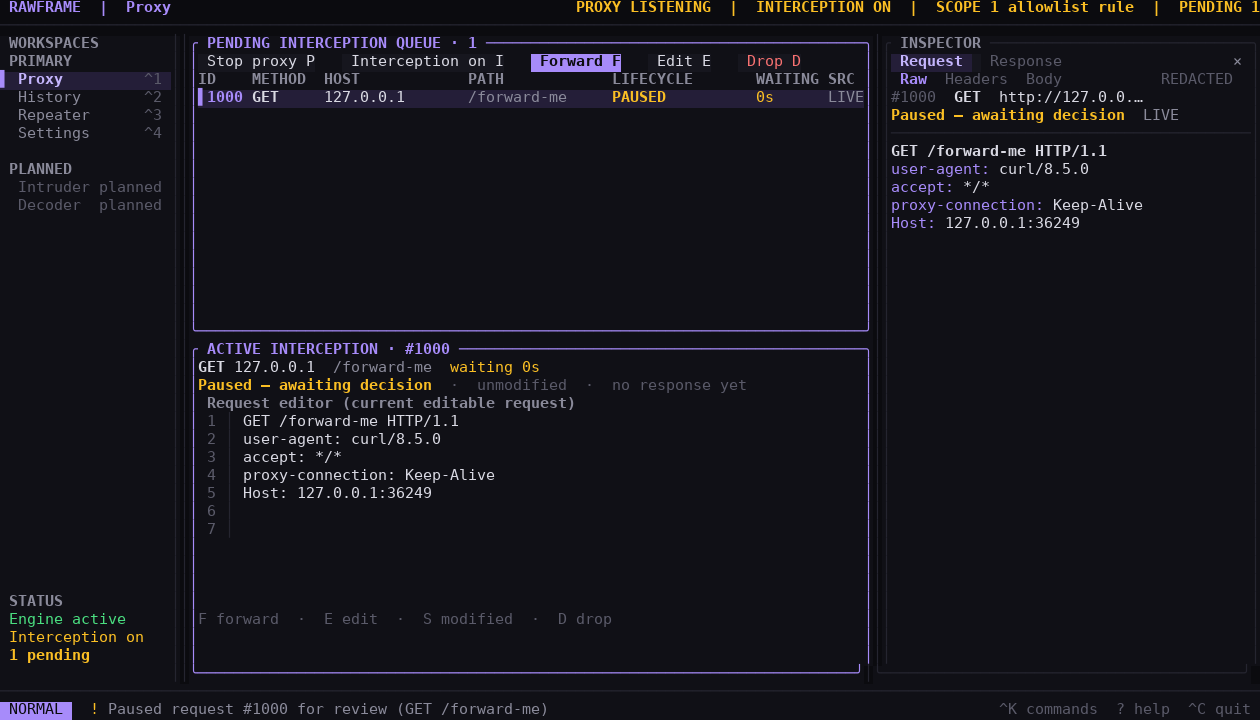 RAWFRAME | Proxy PROXY LISTENING | INTERCEPTION ON | SCOPE 1 allowlist rule | PENDING 1
WORKSPACES
PRIMARY
Proxy ^1
History ^2
Repeater ^3
Settings ^4
PLANNED
Intruder planned
Decoder planned
STATUS
Engine active
Interception on
1 pending
PENDING INTERCEPTION QUEUE · 1
Stop proxy P Interception on I Forward F Edit E Drop D
ID METHOD HOST PATH LIFECYCLE WAITING SRC
1000 GET 127.0.0.1 /forward-me PAUSED 0s LIVE
ACTIVE INTERCEPTION · #1000
GET 127.0.0.1 /forward-me waiting 0s
Paused — awaiting decision · unmodified · no response yet
Request editor (current editable request)
1 GET /forward-me HTTP/1.1
2 user-agent: curl/8.5.0
3 accept: */*
4 proxy-connection: Keep-Alive
5 Host: 127.0.0.1:36249
6
7
F forward · E edit · S modified · D drop
INSPECTOR
Request Response ×
Raw Headers Body REDACTED
#1000 GET http://127.0.0.…
Paused — awaiting decision LIVE
GET /forward-me HTTP/1.1
user-agent: curl/8.5.0
accept: */*
proxy-connection: Keep-Alive
Host: 127.0.0.1:36249
NORMAL ! Paused request #1000 for review (GET /forward-me) ^K commands ? help ^C quit